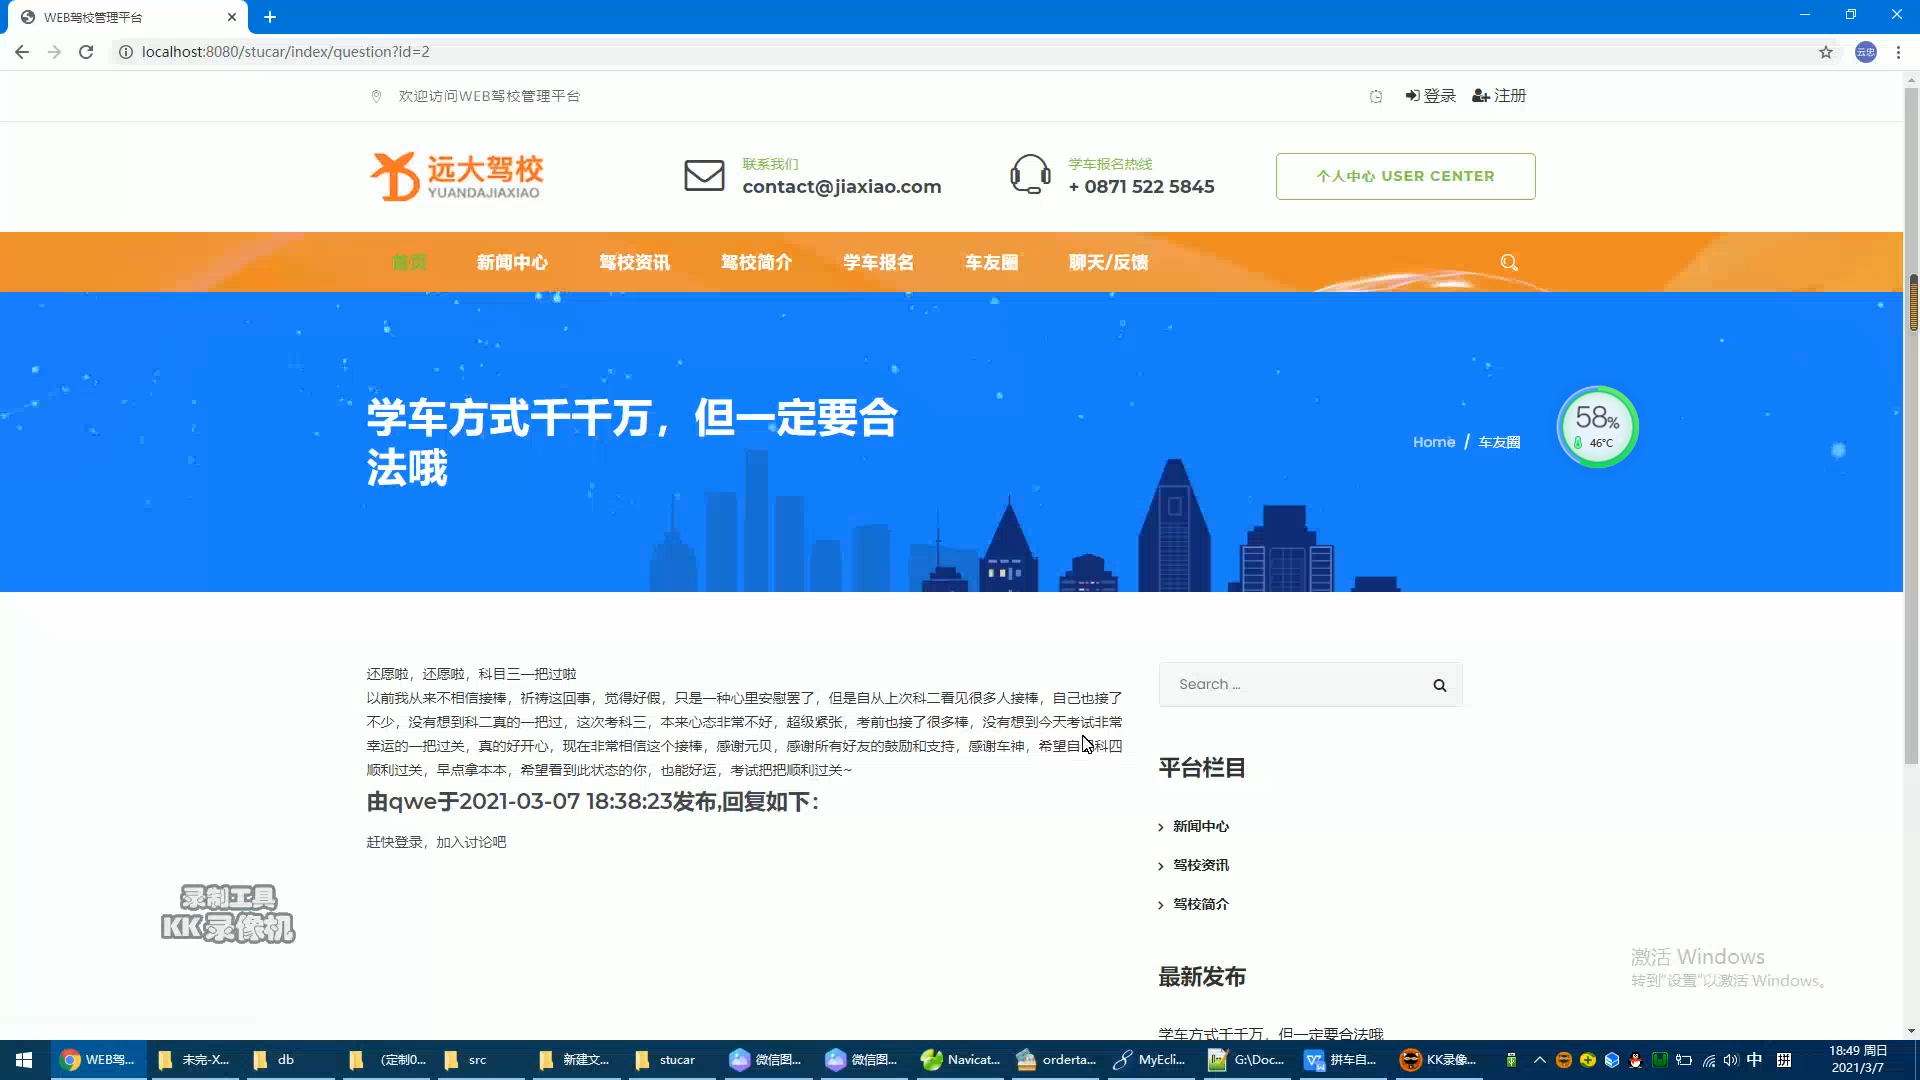 WEB驾校管理平台
localhost:8080/stucar/index/question?id=2
云忠
欢迎访问WEB驾校管理平台
登录
注册
远大驾校
YUANDAJIAXIAO
联系我们
contact@jiaxiao.com
学车报名热线
+ 0871 522 5845
个人中心 USER CENTER
首页
新闻中心
驾校资讯
驾校简介
学车报名
车友圈
聊天/反馈
学车方式千千万，但一定要合
法哦
Home / 车友圈
58%
46°C
还愿啦，还愿啦，科目三一把过啦
以前我从来不相信接棒，祈祷这回事，觉得好假，只是一种心里安慰罢了，但是自从上次科二看见很多人接棒，自己也接了
不少，没有想到科二真的一把过，这次考科三，本来心态非常不好，超级紧张，考前也接了很多棒，没有想到今天考试非常
幸运的一把过关，真的好开心，现在非常相信这个接棒，感谢元贝，感谢所有好友的鼓励和支持，感谢车神，希望自 科四
顺利过关，早点拿本本，希望看到此状态的你，也能好运，考试把把顺利过关~
由qwe于2021-03-07 18:38:23发布,回复如下：
赶快登录，加入讨论吧
Search ...
平台栏目
新闻中心
驾校资讯
驾校简介
最新发布
学车方式千千万，但一定要合法哦
录制工具
KK录像机
激活 Windows
转到"设置"以激活 Windows。
WEB驾...
未完-X...
db
(定制0...
src
新建文...
stucar
微信图...
微信图...
Navicat...
orderta...
MyEcli...
G:\Doc...
拼车自...
KK录像...
中
拼
18:49 周日
2021/3/7